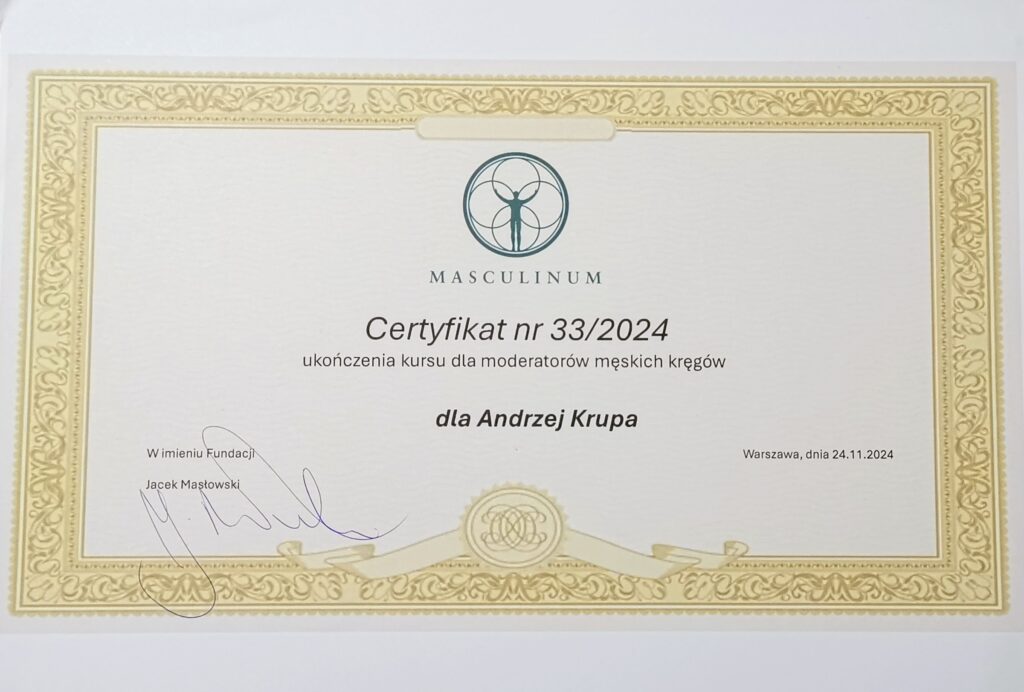 MASCULINUM
Certyfikat nr 33/2024
ukończenia kursu dla moderatorów męskich kręgów
dla Andrzej Krupa
W imieniu Fundacji
Warszawa, dnia 24.11.2024
Jacek Masłowski